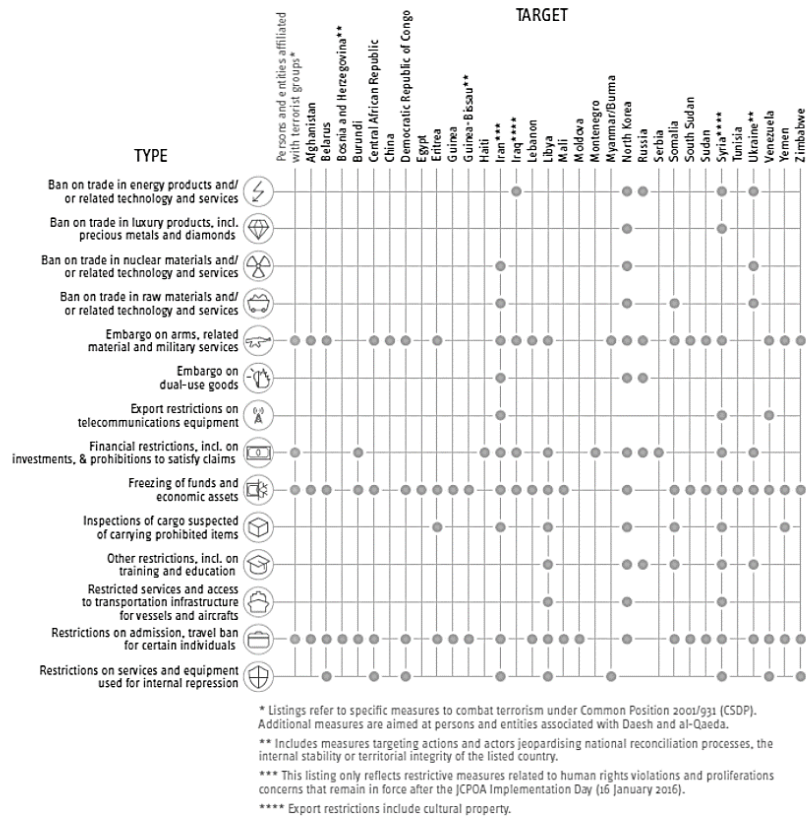 TARGET
Persons and entities affiliated
with terrorist groups*
Afghanistan
Belarus
Bosnia and Herzegovina**
Burundi
Central African Republic
China
Democratic Republic of Congo
Egypt
Eritrea
Guinea
Guinea-Bissau**
Haiti
Iran***
Iraq****
Lebanon
Libya
Mali
Moldova
Montenegro
Myanmar/Burma
North Korea
Russia
Serbia
Somalia
South Sudan
Sudan
Syria****
Tunisia
Ukraine**
Venezuela
Yemen
Zimbabwe
TYPE
Ban on trade in energy products and/
or related technology and services
Ban on trade in luxury products, incl.
precious metals and diamonds
Ban on trade in nuclear materials and/
or related technology and services
Ban on trade in raw materials and/
or related technology and services
Embargo on arms, related
material and military services
Embargo on
dual-use goods
Export restrictions on
telecommunications equipment
Financial restrictions, incl. on
investments, & prohibitions to satisfy claims
Freezing of funds and
economic assets
Inspections of cargo suspected
of carrying prohibited items
Other restrictions, incl. on
training and education
Restricted services and access
to transportation infrastructure
for vessels and aircrafts
Restrictions on admission, travel ban
for certain individuals
Restrictions on services and equipment
used for internal repression
* Listings refer to specific measures to combat terrorism under Common Position 2001/931 (CSDP).
Additional measures are aimed at persons and entities associated with Daesh and al-Qaeda.
** Includes measures targeting actions and actors jeopardising national reconciliation processes, the
internal stability or territorial integrity of the listed country.
*** This listing only reflects restrictive measures related to human rights violations and proliferations
concerns that remain in force after the JCPOA Implementation Day (16 January 2016).
**** Export restrictions include cultural property.